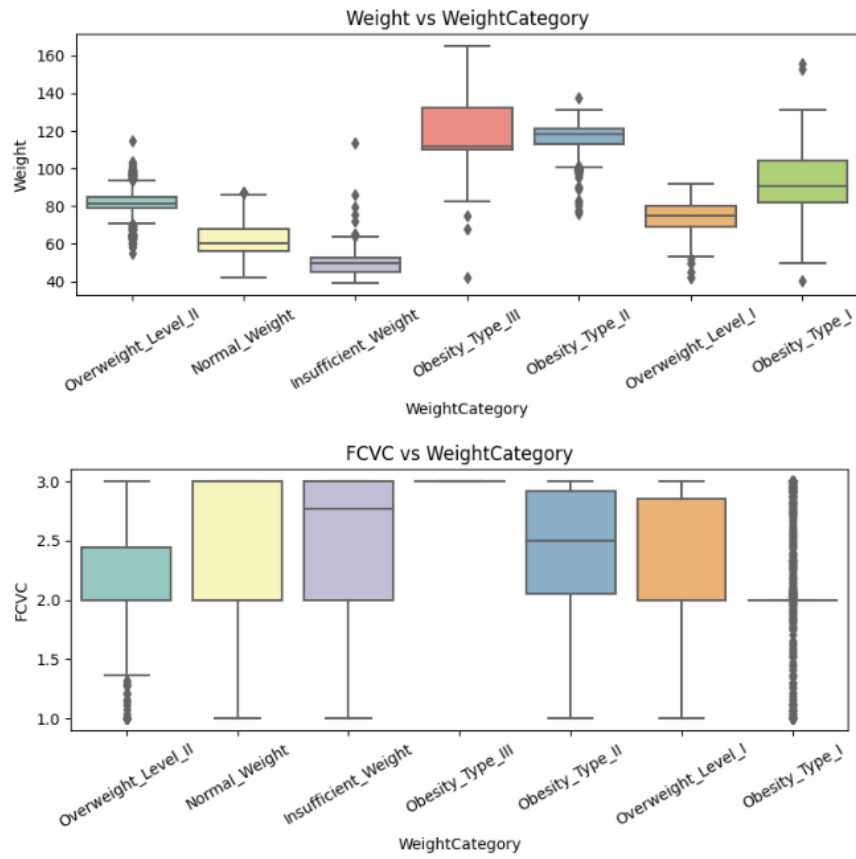 Weight vs WeightCategory
160
140
120
100
80
60
40
Weight
Overweight_Level_II
Normal_Weight
Insufficient_Weight
Obesity_Type_III
Obesity_Type_II
Overweight_Level_I
Obesity_Type_I
WeightCategory
FCVC vs WeightCategory
3.0
2.5
2.0
1.5
1.0
FCVC
Overweight_Level_II
Normal_Weight
Insufficient_Weight
Obesity_Type_III
Obesity_Type_II
Overweight_Level_I
Obesity_Type_I
WeightCategory